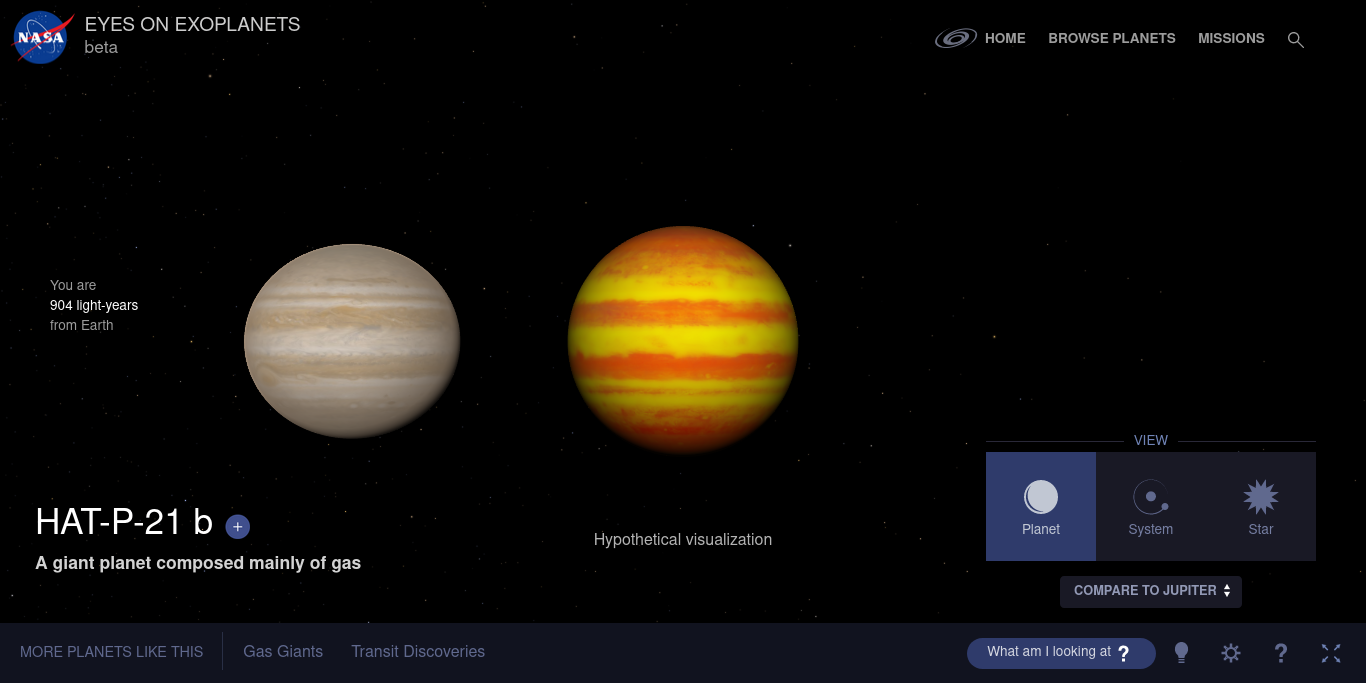 NASA
EYES ON EXOPLANETS
beta
HOME
BROWSE PLANETS
MISSIONS
You are
904 light-years
from Earth
HAT-P-21 b
+
A giant planet composed mainly of gas
Hypothetical visualization
VIEW
Planet
System
Star
COMPARE TO JUPITER
MORE PLANETS LIKE THIS
Gas Giants
Transit Discoveries
What am I looking at ?
?